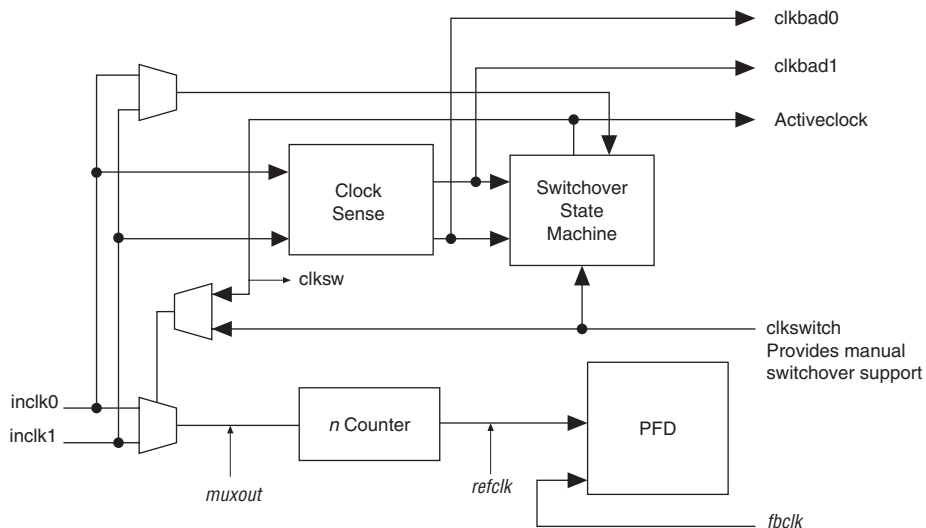 clkbad0
clkbad1
Activeclock
Clock
Sense
Switchover
State
Machine
clksw
clkswitch
Provides manual
switchover support
inclk0
inclk1
n Counter
PFD
muxout
refclk
fbclk